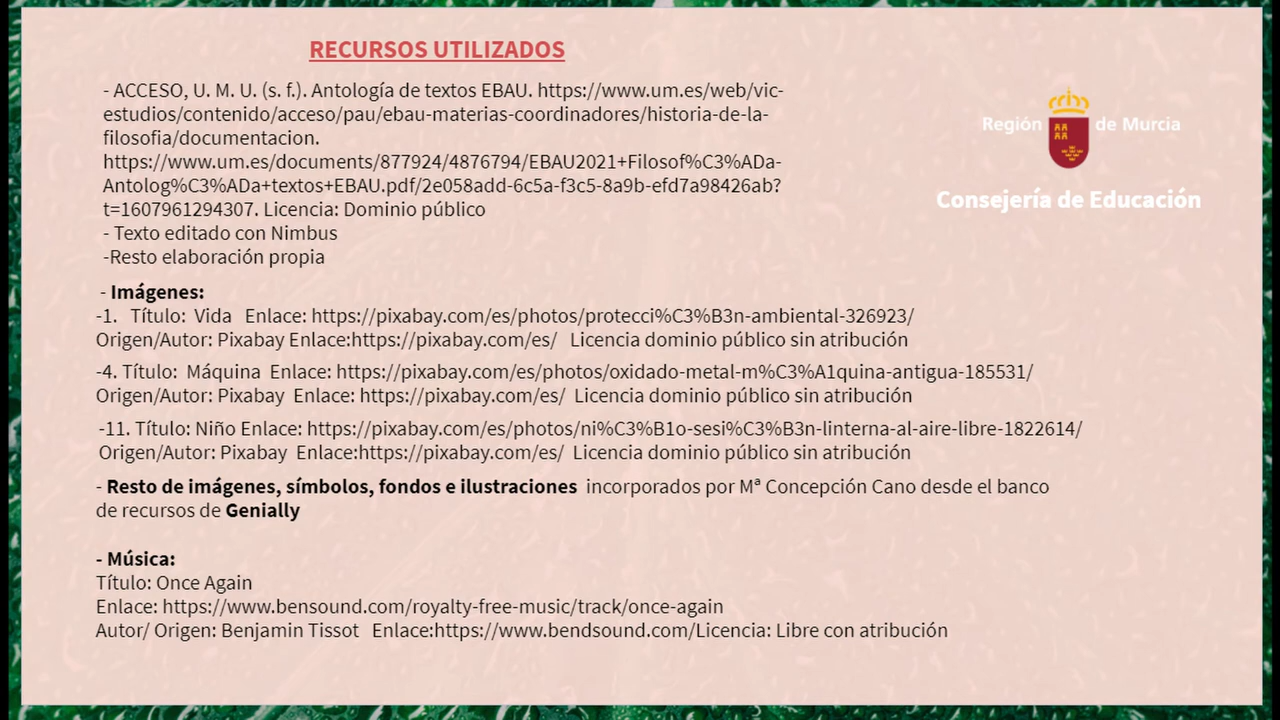 RECURSOS UTILIZADOS
- ACCESO, U. M. U. (s. f.). Antología de textos EBAU. https://www.um.es/web/vic-
estudios/contenido/acceso/pau/ebau-materias-coordinadores/historia-de-la-
filosofia/documentacion.
https://www.um.es/documents/877924/4876794/EBAU2021+Filosof%C3%ADa-
Antolog%C3%ADa+textos+EBAU.pdf/2e058add-6c5a-f3c5-8a9b-efd7a98426ab?
t=1607961294307. Licencia: Dominio público
- Texto editado con Nimbus
-Resto elaboración propia
Región de Murcia
Consejería de Educación
- Imágenes:
-1. Título: Vida Enlace: https://pixabay.com/es/photos/protecci%C3%B3n-ambiental-326923/
Origen/Autor: Pixabay Enlace:https://pixabay.com/es/ Licencia dominio público sin atribución
-4. Título: Máquina Enlace: https://pixabay.com/es/photos/oxidado-metal-m%C3%A1quina-antigua-185531/
Origen/Autor: Pixabay Enlace: https://pixabay.com/es/ Licencia dominio público sin atribución
-11. Título: Niño Enlace: https://pixabay.com/es/photos/ni%C3%B1o-sesi%C3%B3n-linterna-al-aire-libre-1822614/
Origen/Autor: Pixabay Enlace:https://pixabay.com/es/ Licencia dominio público sin atribución
- Resto de imágenes, símbolos, fondos e ilustraciones incorporados por Mª Concepción Cano desde el banco
de recursos de Genially
- Música:
Título: Once Again
Enlace: https://www.bensound.com/royalty-free-music/track/once-again
Autor/ Origen: Benjamin Tissot Enlace:https://www.bendsound.com/Licencia: Libre con atribución